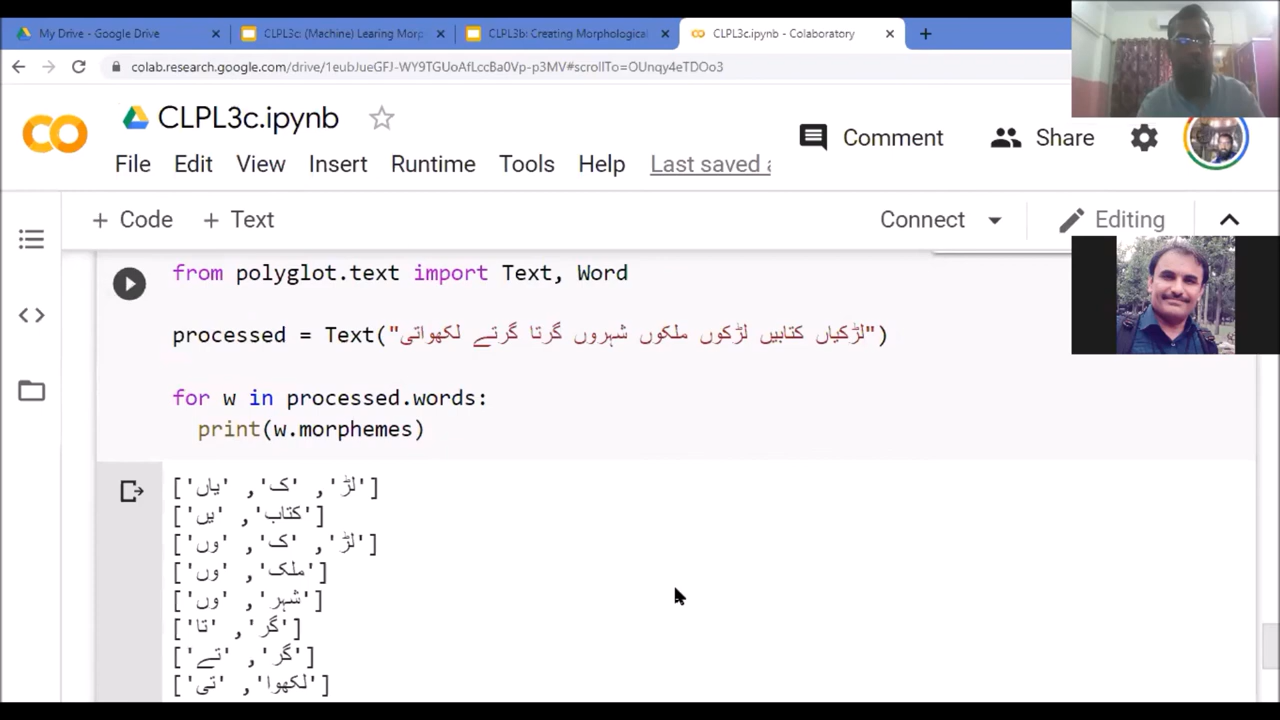 My Drive - Google Drive
CLPL3c: (Machine) Learing Morp
CLPL3b: Creating Morphological
CLPL3c.ipynb - Colaboratory
colab.research.google.com/drive/1eubJueGFJ-WY9TGUoAfLccBa0Vp-p3MV#scrollTo=OUnqy4eTDOo3
CLPL3c.ipynb
Comment
Share
File Edit View Insert Runtime Tools Help Last saved a
+ Code + Text
Connect
Editing
from polyglot.text import Text, Word
processed = Text("لڑکیاں کتابیں لڑکوں ملکوں شہروں گرتا گرتے لکھواتی")
for w in processed.words:
print(w.morphemes)
['لڑ', 'ک', 'یاں']
['کتاب', 'یں']
['لڑ', 'ک', 'وں']
['ملک', 'وں']
['شہر', 'وں']
['گر', 'تا']
['گر', 'تے']
['لکھوا', 'تی']